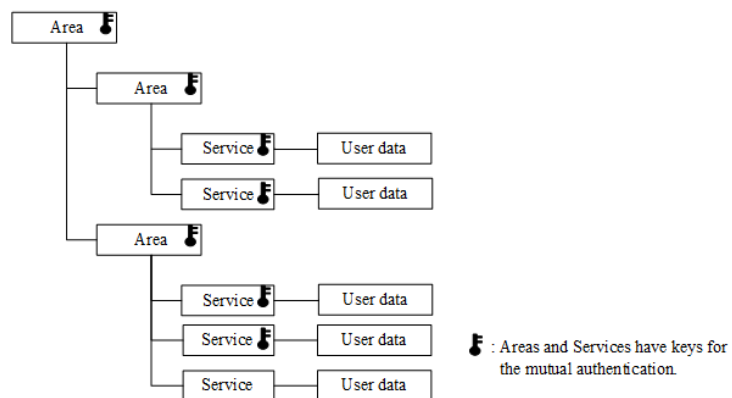 Area
Area
Service User data
Service User data
Area
Service User data
Service User data
: Areas and Services have keys for
the mutual authentication.
Service User data